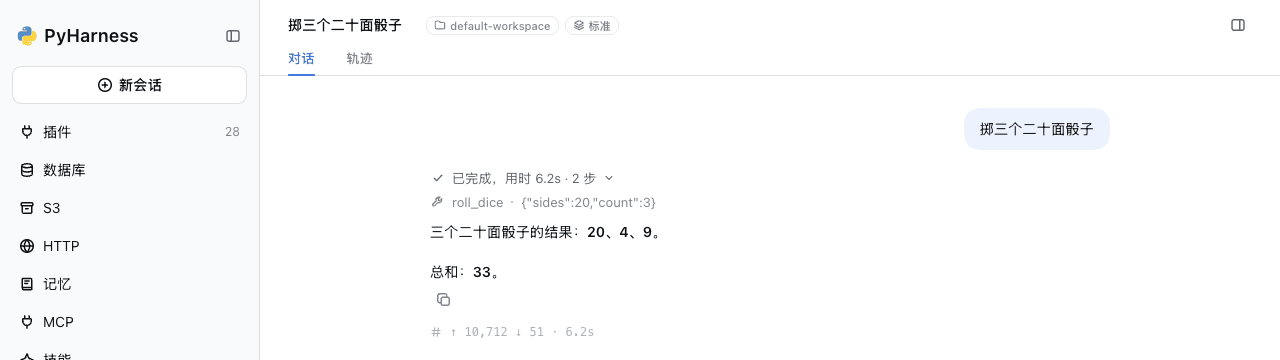 PyHarness
新会话
插件 28
数据库
S3
HTTP
记忆
MCP
技能
掷三个二十面骰子 default-workspace 标准
对话 轨迹
掷三个二十面骰子
已完成，用时 6.2s · 2 步
roll_dice · {"sides":20,"count":3}
三个二十面骰子的结果：20、4、9。
总和：33。
# ↑ 10,712 ↓ 51 · 6.2s